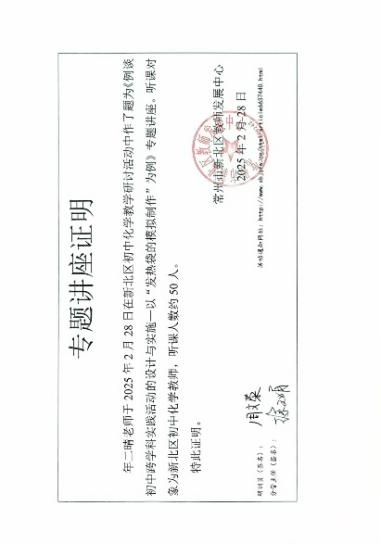 专题讲座证明
年二晴老师于 2025 年 2 月 28 日在新北区初中化学教学研讨活动中作了题为《例谈
初中跨学科实践活动的设计与实施—以“发热袋的模拟制作”为例》专题讲座。听课对
象为新北区初中化学教师，听课人数约 50 人。
特此证明。
常州市新北区教师发展中心
2025 年 2 月 28 日
研训员（签名）：
分管主任（签名）：
活动通知网址：